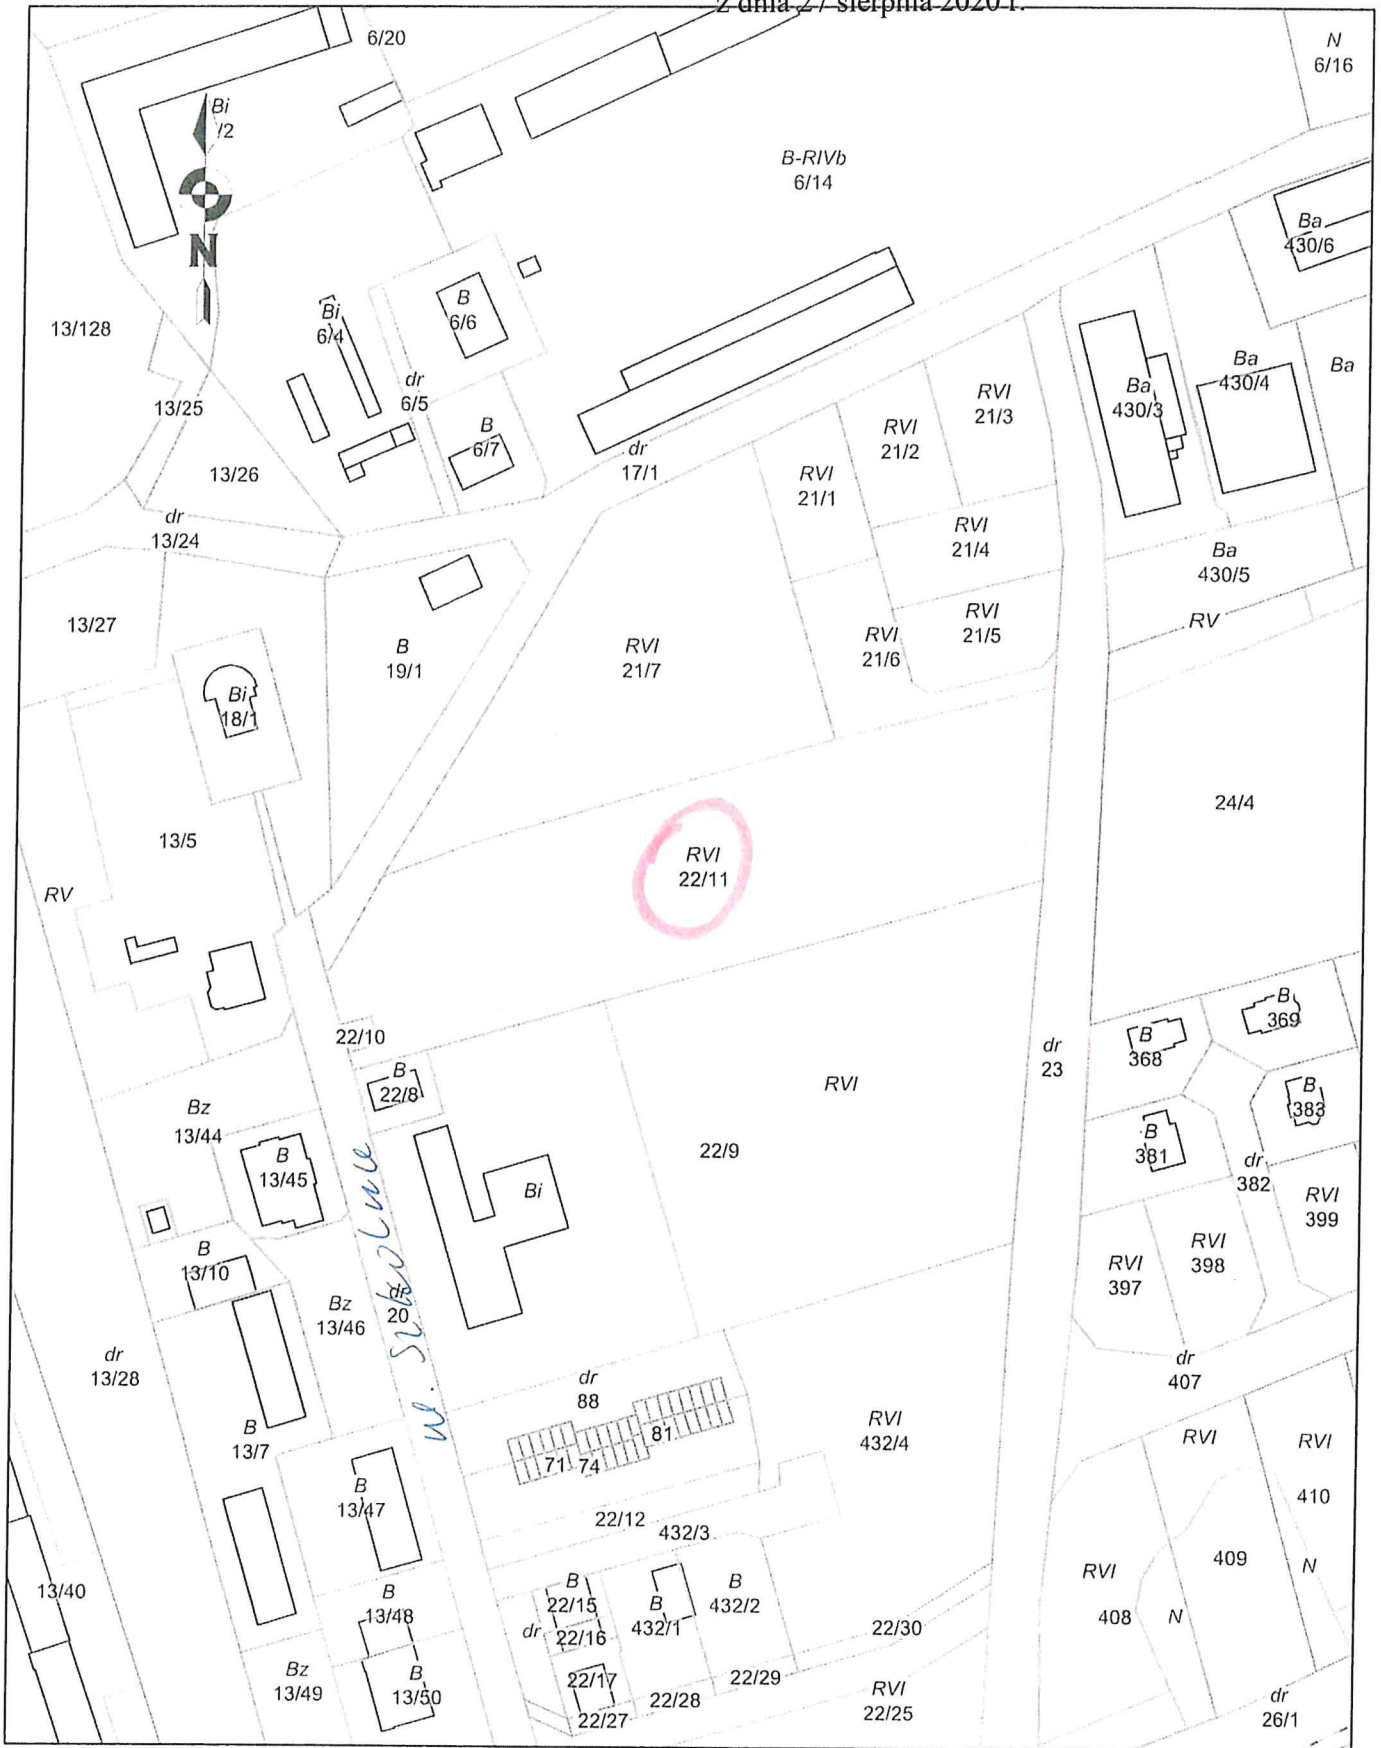 z dnia 27 sierpnia 2020 r.
6/20
N
6/16
Bi
/2
B-RIVb
6/14
N
Ba
430/6
13/128
Bi
6/4
B
6/6
dr
6/5
13/25
B
6/7
RVI
21/3
Ba
430/3
Ba
430/4
Ba
RVI
21/2
dr
17/1
13/26
RVI
21/1
dr
13/24
RVI
21/4
Ba
430/5
13/27
B
19/1
RVI
21/7
RVI
21/6
RVI
21/5
RV
Bi
18/1
24/4
13/5
RVI
22/11
RV
22/10
B
369
B
368
dr
23
B
22/8
RVI
B
383
Bz
13/44
22/9
B
381
B
13/45
Bi
dr
382
RVI
399
B
13/10
RVI
398
RVI
397
Bz
13/46
dr
20
ul. Szkolna
dr
13/28
dr
88
dr
407
B
13/7
81
71
74
RVI
432/4
RVI
RVI
410
B
13/47
22/12
432/3
409
RVI
408
N
N
13/40
B
13/48
B
22/15
B
432/1
B
432/2
dr
22/16
22/30
Bz
13/49
B
13/50
22/17
22/28
22/29
RVI
22/25
22/27
dr
26/1